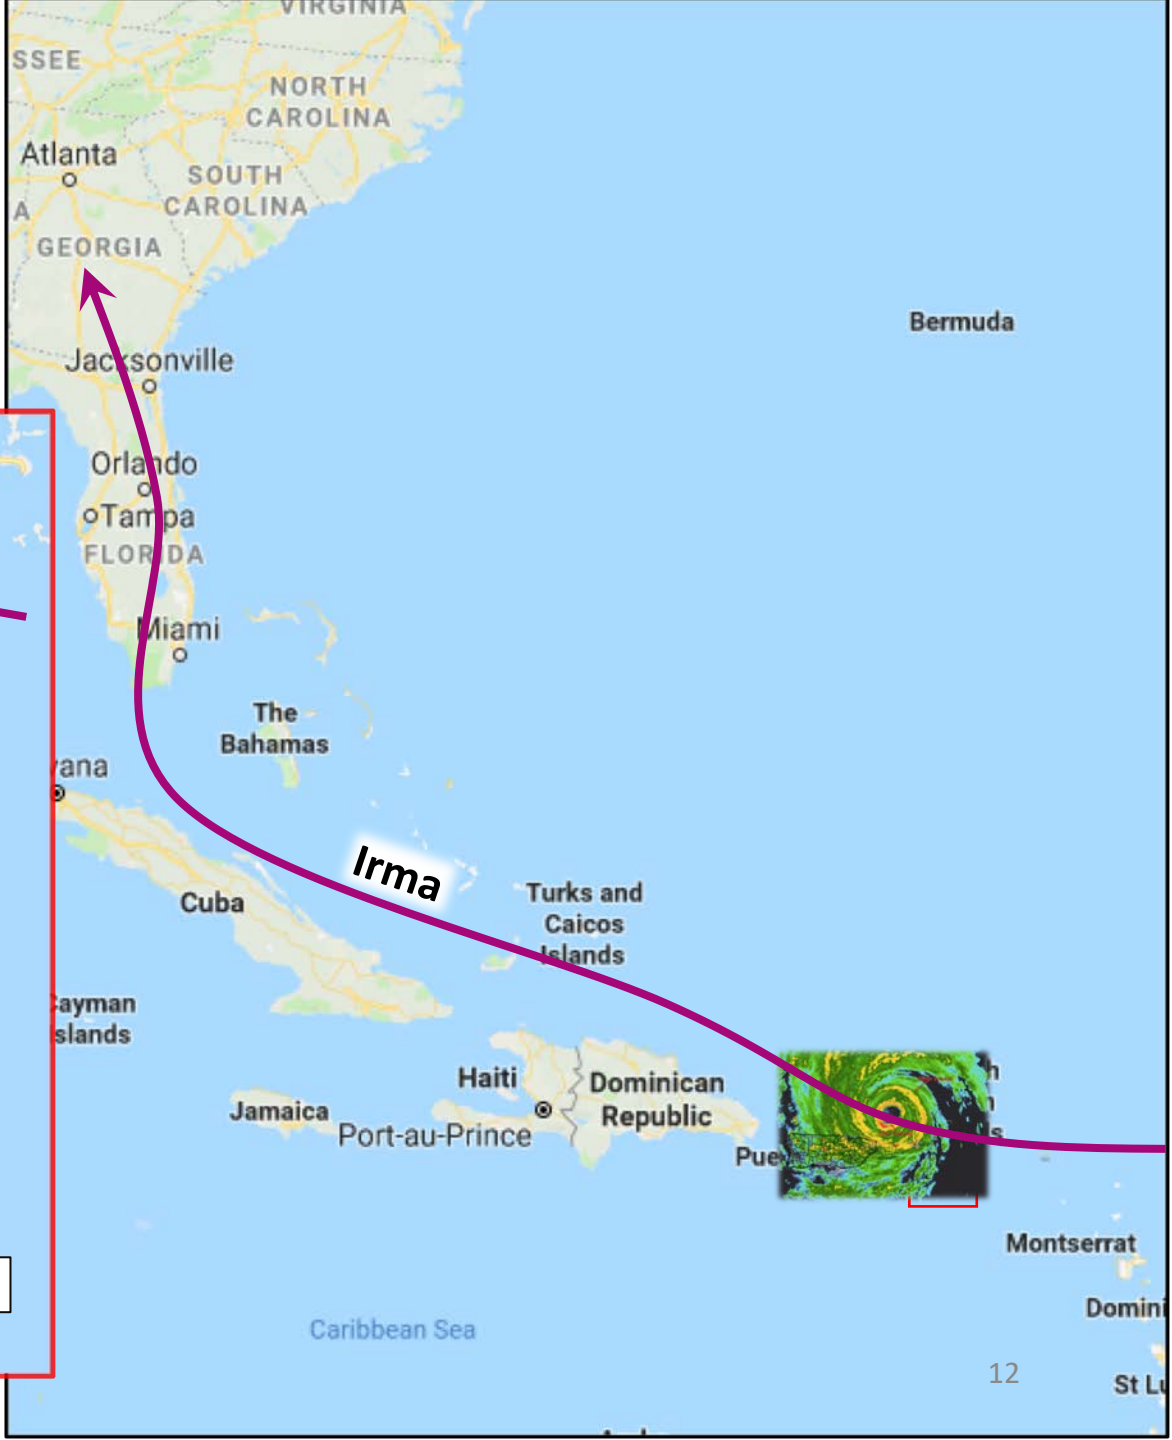 VIRGINIA
SSEE
NORTH
CAROLINA
Atlanta
SOUTH
CAROLINA
A
GEORGIA
Bermuda
Jacksonville
Orlando
Tampa
FLORIDA
Miami
The
Bahamas
vana
Irma
Cuba
Turks and
Caicos
Islands
Cayman
Islands
Haiti
Dominican
Republic
Jamaica
Port-au-Prince
h
n
s
Pue
Montserrat
Domini
Caribbean Sea
12
St Lu